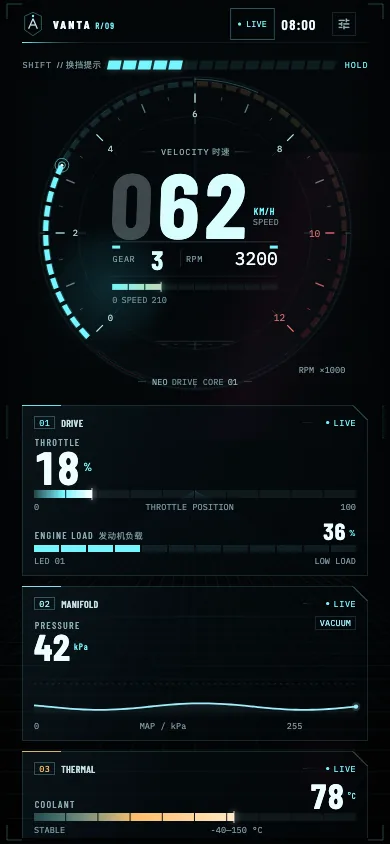 VANTA R/09
LIVE 08:00
SHIFT // 换挡提示 HOLD
6
4 8
VELOCITY 时速
062 KM/H
SPEED
2 10
GEAR 3 RPM 3200
0 SPEED 210
0 12
RPM ×1000
NEO DRIVE CORE 01
01 DRIVE LIVE
THROTTLE
18 %
0 THROTTLE POSITION 100
ENGINE LOAD 发动机负载 36 %
LED 01 LOW LOAD
02 MANIFOLD LIVE
PRESSURE VACUUM
42 kPa
0 MAP / kPa 255
03 THERMAL LIVE
COOLANT 78 °C
STABLE -40—150 °C